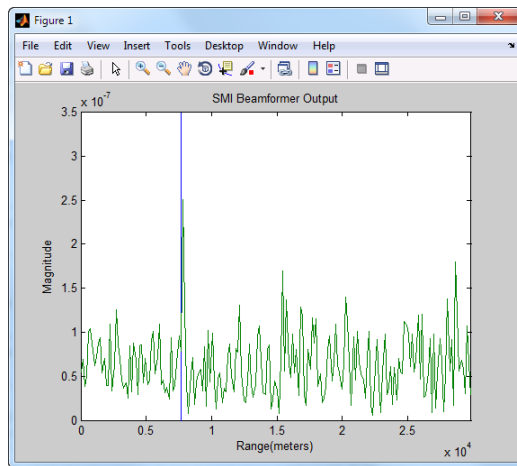 Figure 1
File Edit View Insert Tools Desktop Window Help
SMI Beamformer Output
x 10^-7
3.5
3
2.5
2
1.5
1
0.5
0
Magnitude
0 0.5 1 1.5 2 2.5
Range(meters)
x 10^4